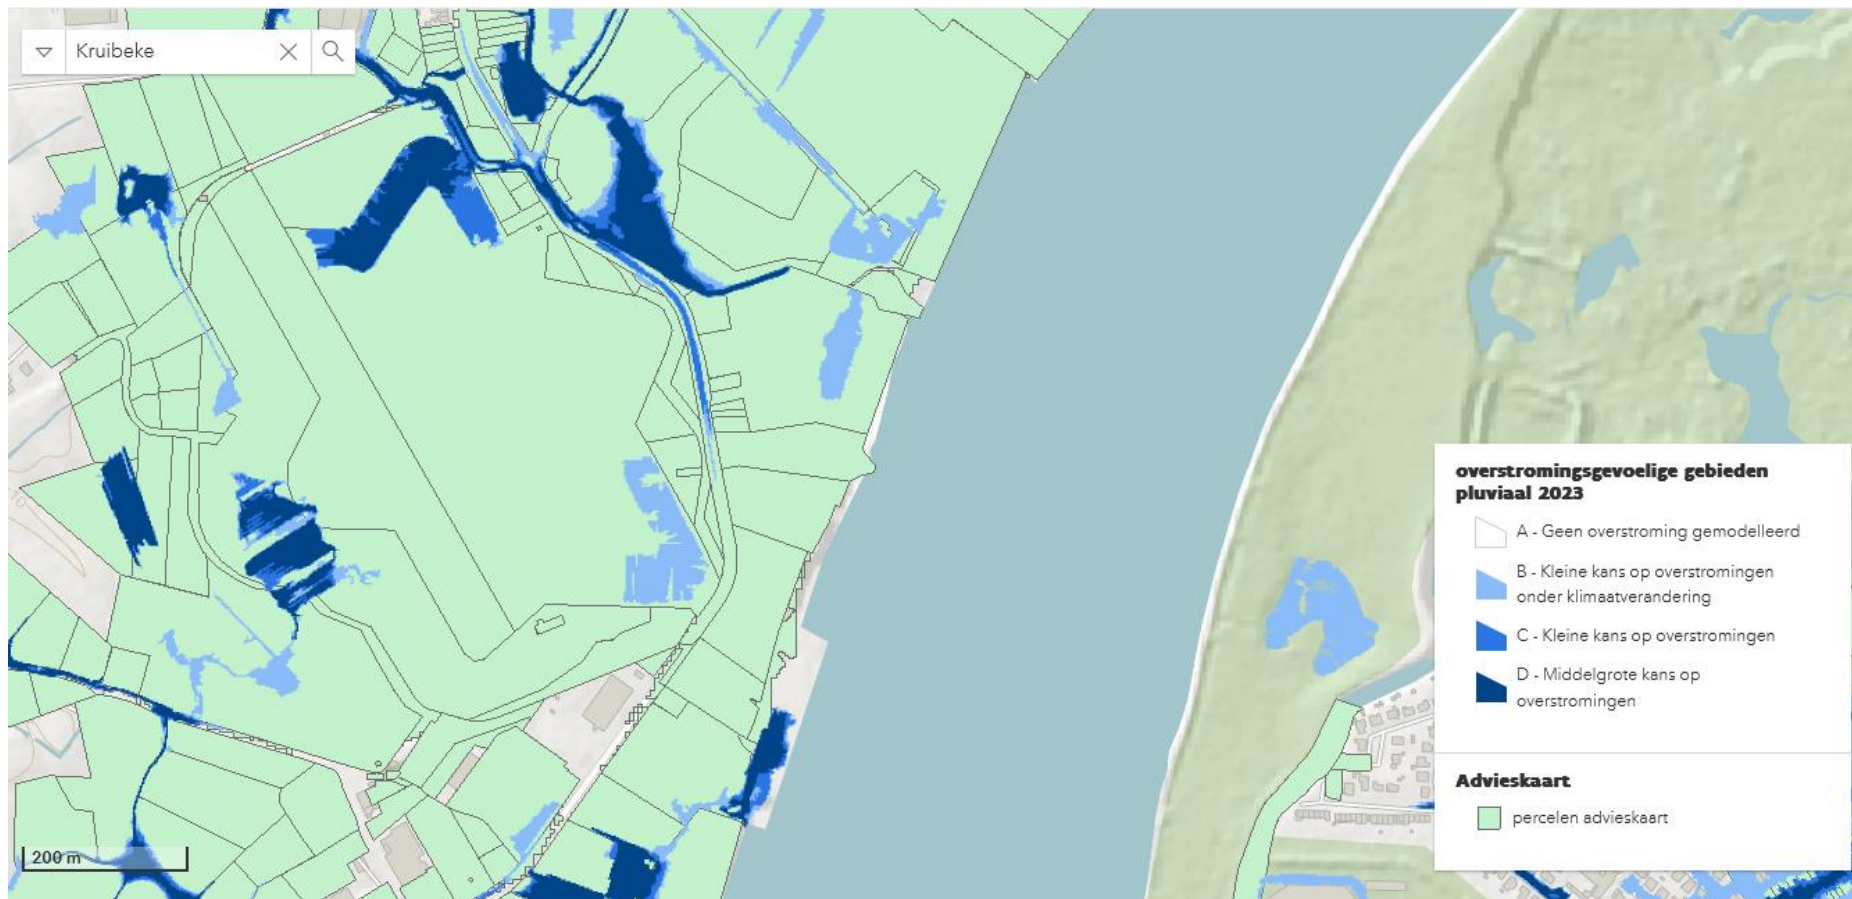 Kruibeke
overstromingsgevoelige gebieden
pluviaal 2023
A - Geen overstroming gemodelleerd
B - Kleine kans op overstromingen
onder klimaatverandering
C - Kleine kans op overstromingen
D - Middelgrote kans op
overstromingen
Advieskaart
percelen advieskaart
200 m